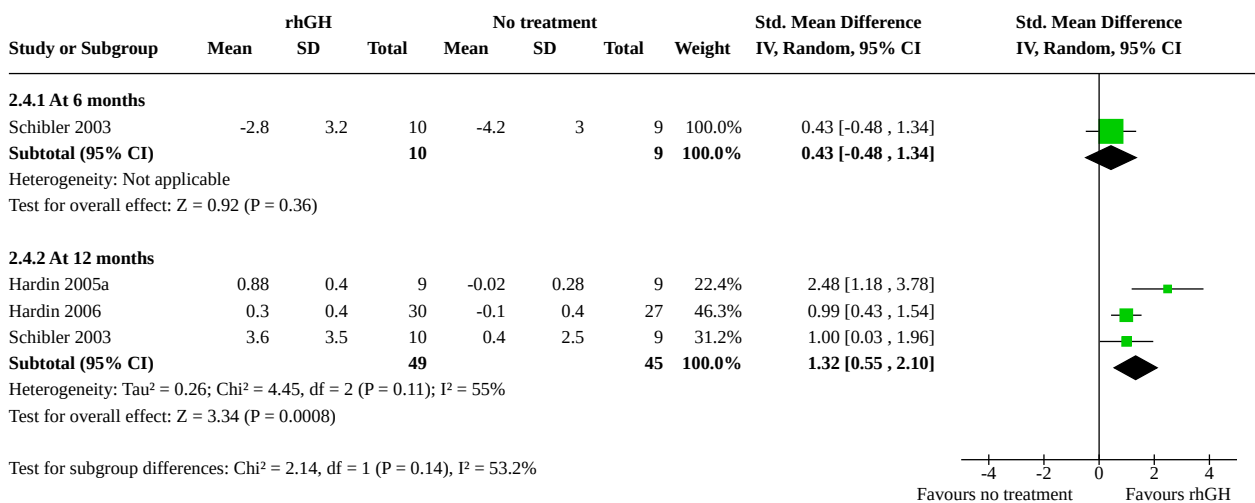 rhGH No treatment Std. Mean Difference Std. Mean Difference
Study or Subgroup Mean SD Total Mean SD Total Weight IV, Random, 95% CI IV, Random, 95% CI
2.4.1 At 6 months
Schibler 2003 -2.8 3.2 10 -4.2 3 9 100.0% 0.43 [-0.48 , 1.34]
Subtotal (95% CI) 10 9 100.0% 0.43 [-0.48 , 1.34]
Heterogeneity: Not applicable
Test for overall effect: Z = 0.92 (P = 0.36)
2.4.2 At 12 months
Hardin 2005a 0.88 0.4 9 -0.02 0.28 9 22.4% 2.48 [1.18 , 3.78]
Hardin 2006 0.3 0.4 30 -0.1 0.4 27 46.3% 0.99 [0.43 , 1.54]
Schibler 2003 3.6 3.5 10 0.4 2.5 9 31.2% 1.00 [0.03 , 1.96]
Subtotal (95% CI) 49 45 100.0% 1.32 [0.55 , 2.10]
Heterogeneity: Tau² = 0.26; Chi² = 4.45, df = 2 (P = 0.11); I² = 55%
Test for overall effect: Z = 3.34 (P = 0.0008)
Test for subgroup differences: Chi² = 2.14, df = 1 (P = 0.14), I² = 53.2%
-4 -2 0 2 4
Favours no treatment Favours rhGH